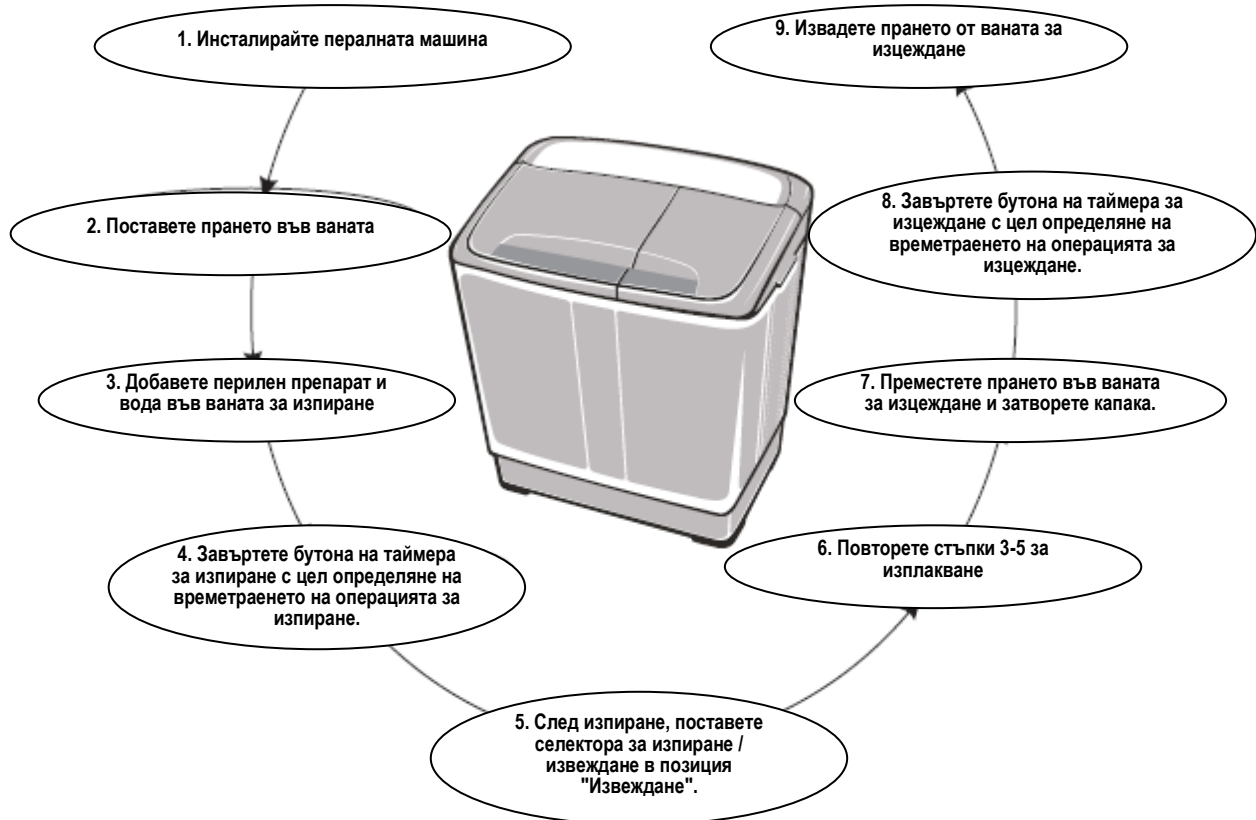 1. Инсталирайте пералната машина
2. Поставете прането във ваната
3. Добавете перилен препарат и
вода във ваната за изпиране
4. Завъртете бутона на таймера
за изпиране с цел определяне на
времетраенето на операцията за
изпиране.
5. След изпиране, поставете
селектора за изпиране /
извеждане в позиция
"Извеждане".
6. Повторете стъпки 3-5 за
изплакване
7. Преместете прането във ваната
за изцеждане и затворете капака.
8. Завъртете бутона на таймера за
изцеждане с цел определяне на
времетраенето на операцията за
изцеждане.
9. Извадете прането от ваната за
изцеждане